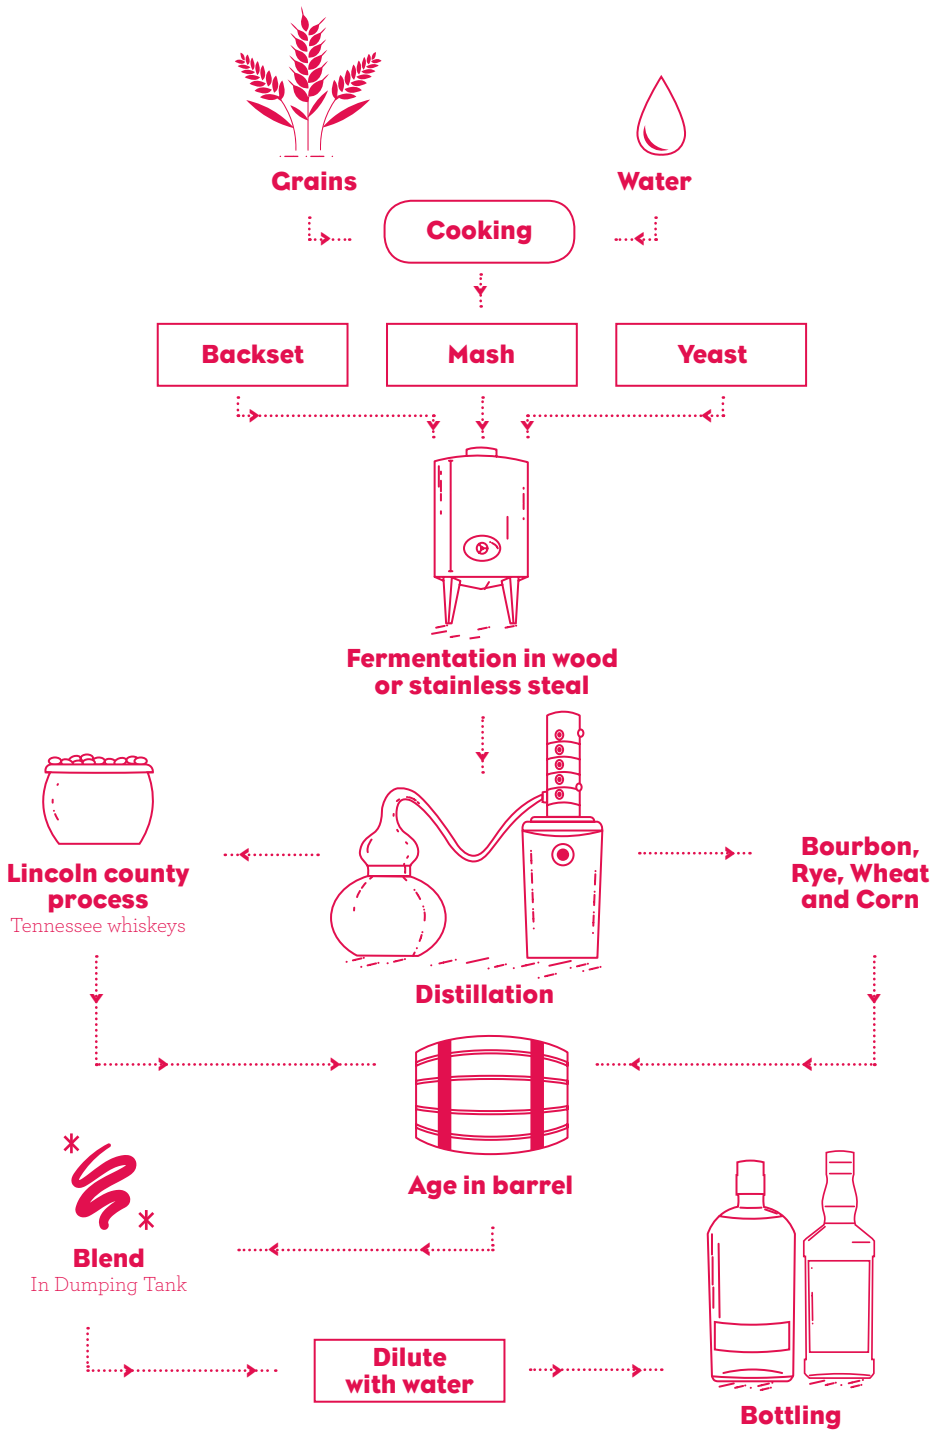 Grains
Water
Cooking
Backset
Mash
Yeast
Fermentation in wood
or stainless steal
Lincoln county
process
Tennessee whiskeys
Bourbon,
Rye, Wheat
and Corn
Distillation
Age in barrel
Blend
In Dumping Tank
Dilute
with water
Bottling